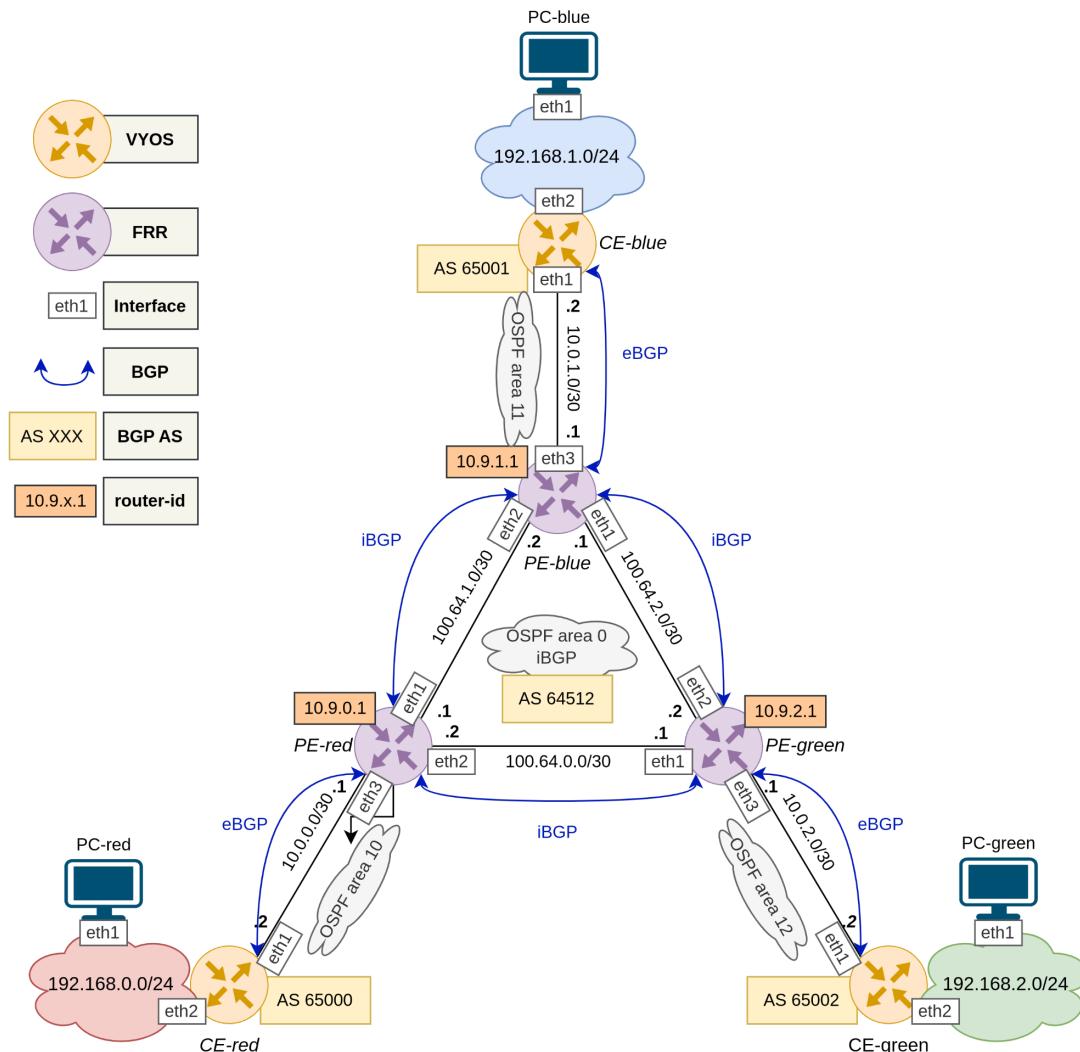 PC-blue
eth1
192.168.1.0/24
eth2
CE-blue
AS 65001
eth1
.2
OSPF area 11
10.0.1.0/30
eBGP
.1
VYOS
FRR
eth1
Interface
BGP
AS XXX
BGP AS
10.9.x.1
router-id
10.9.1.1
eth3
eth2
eth1
.2
.1
PE-blue
iBGP
iBGP
100.64.1.0/30
100.64.2.0/30
OSPF area 0
iBGP
AS 64512
10.9.0.1
eth1
.1
.2
PE-red
eth2
100.64.0.0/30
eth2
.2
.1
10.9.2.1
PE-green
eth1
iBGP
eth3
.1
10.0.0.0/30
eBGP
OSPF area 10
.2
eth1
PC-red
eth1
192.168.0.0/24
eth2
AS 65000
CE-red
eth3
.1
10.0.2.0/30
eBGP
OSPF area 12
.2
eth1
PC-green
eth1
192.168.2.0/24
eth2
AS 65002
CE-green